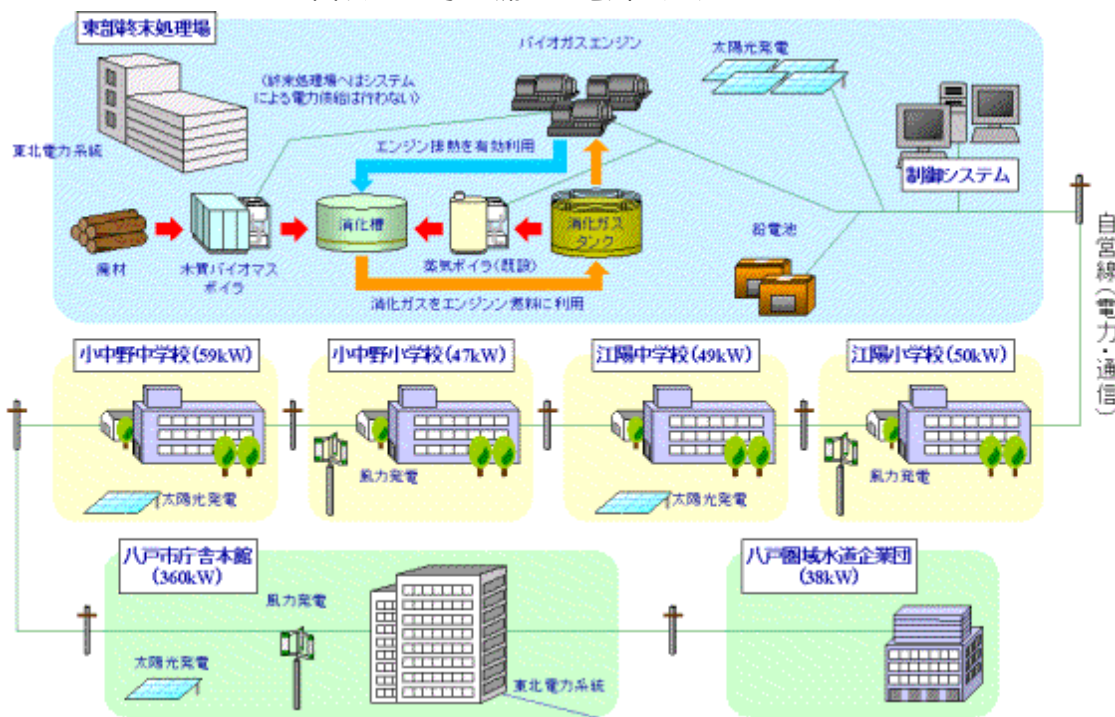 東部終末処理場
バイオガスエンジン
太陽光発電
(終末処理場へはシステム
による電力供給は行わない)
東北電力系統
エンジン排熱を有効利用
制御システム
消化槽
消化ガス
タンク
鉛電池
廃材
木質バイオマス
ボイラ
蒸気ボイラ(既設)
消化ガスをエンジンン燃料に利用
自営線(電力・通信)
小中野中学校(59kW)
小中野小学校(47kW)
江陽中学校(49kW)
江陽小学校(50kW)
太陽光発電
風力発電
太陽光発電
風力発電
八戸市庁舎本館
(360kW)
八戸圏域水道企業団
(38kW)
風力発電
太陽光発電
東北電力系統